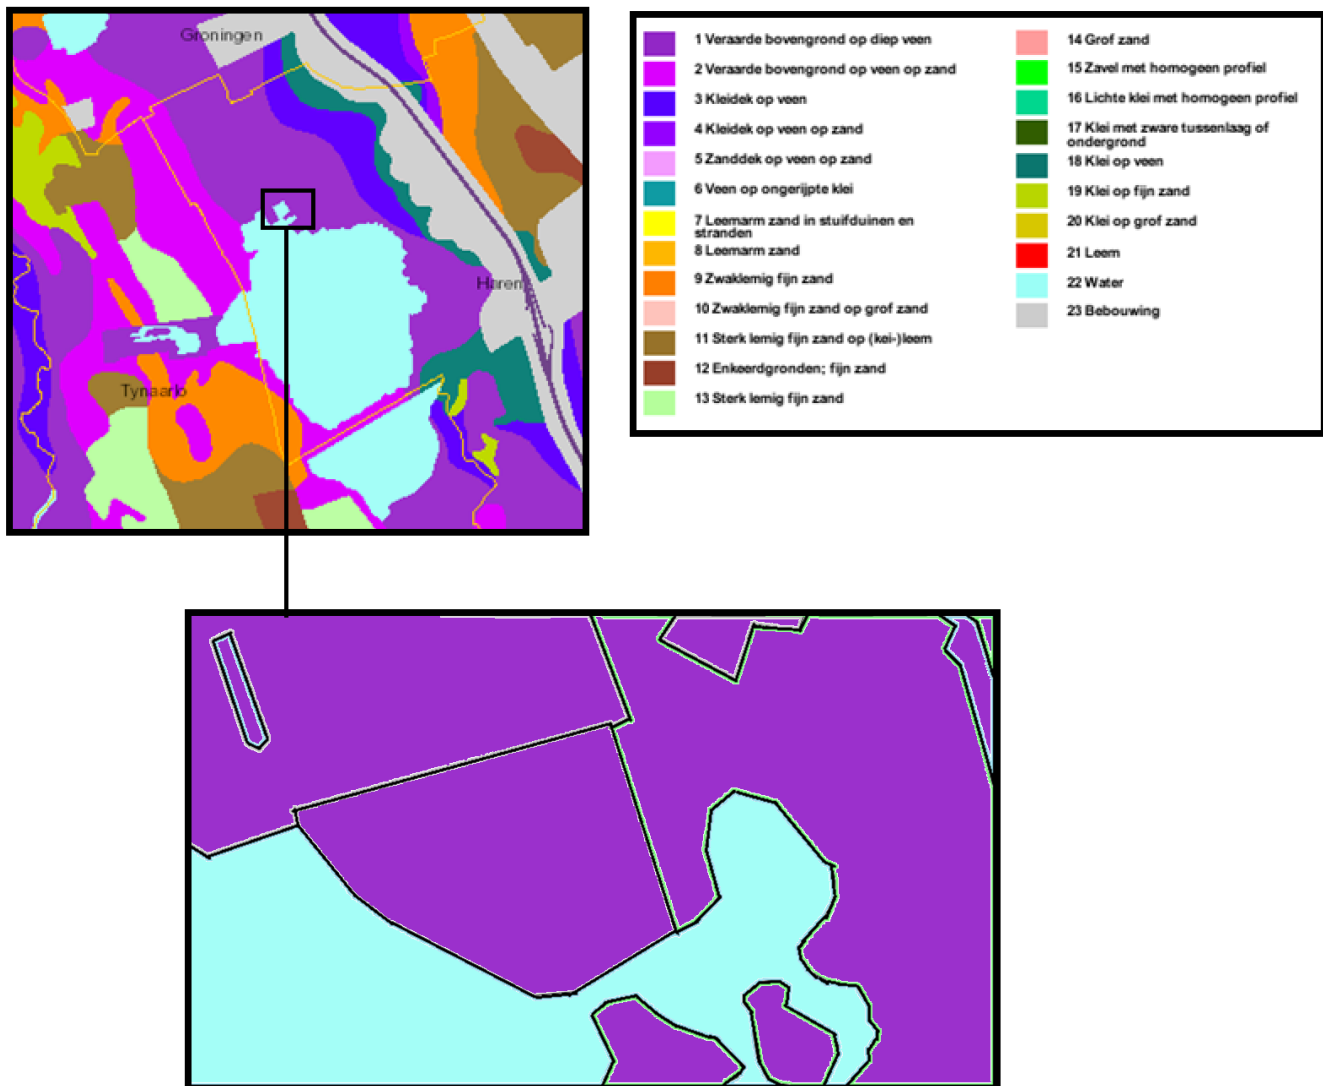 Groningen
Haren
Tynaarlo
1 Veraarde bovengrond op diep veen
2 Veraarde bovengrond op veen op zand
3 Kleidek op veen
4 Kleidek op veen op zand
5 Zanddek op veen op zand
6 Veen op ongerijpte klei
7 Leemarm zand in stuifduinen en
stranden
8 Leemarm zand
9 Zwaklemig fijn zand
10 Zwaklemig fijn zand op grof zand
11 Sterk lemig fijn zand op (kei-)leem
12 Enkeerdgronden; fijn zand
13 Sterk lemig fijn zand
14 Grof zand
15 Zavel met homogeen profiel
16 Lichte klei met homogeen profiel
17 Klei met zware tussenlaag of
ondergrond
18 Klei op veen
19 Klei op fijn zand
20 Klei op grof zand
21 Leem
22 Water
23 Bebouwing